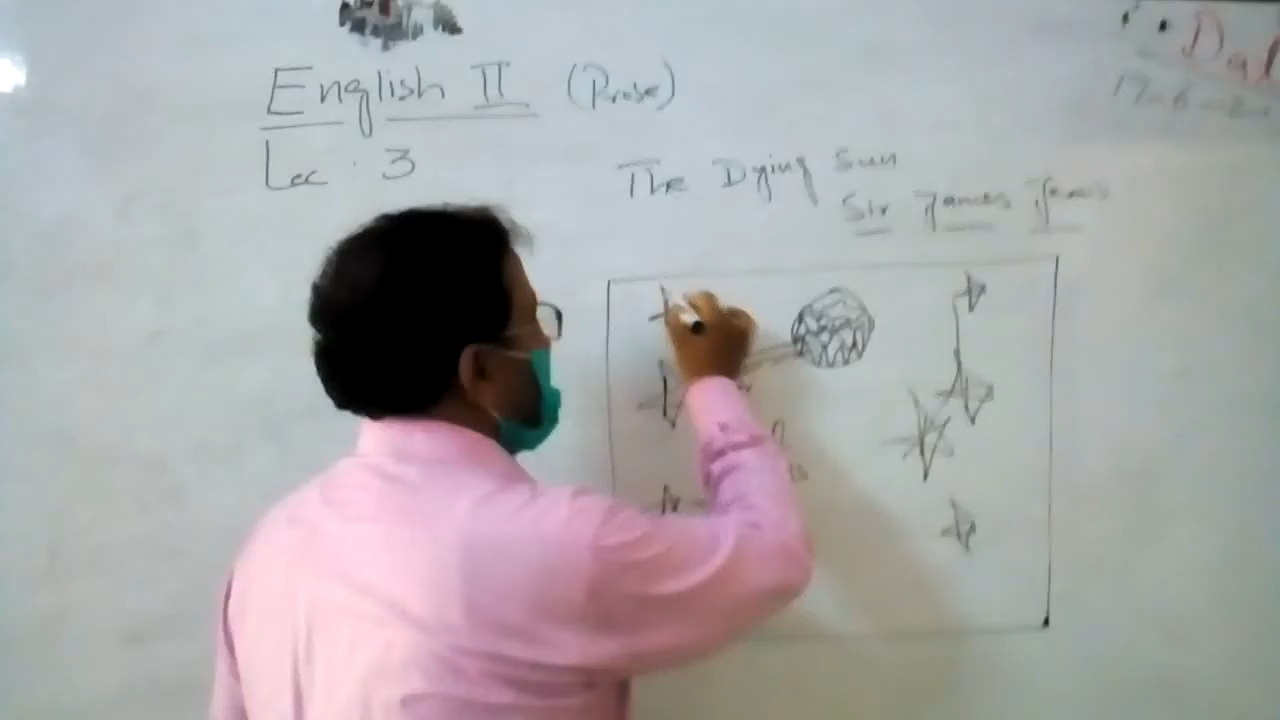 English II (Prose)
Lec. 3
The Dying Sun
Sir James Jeans